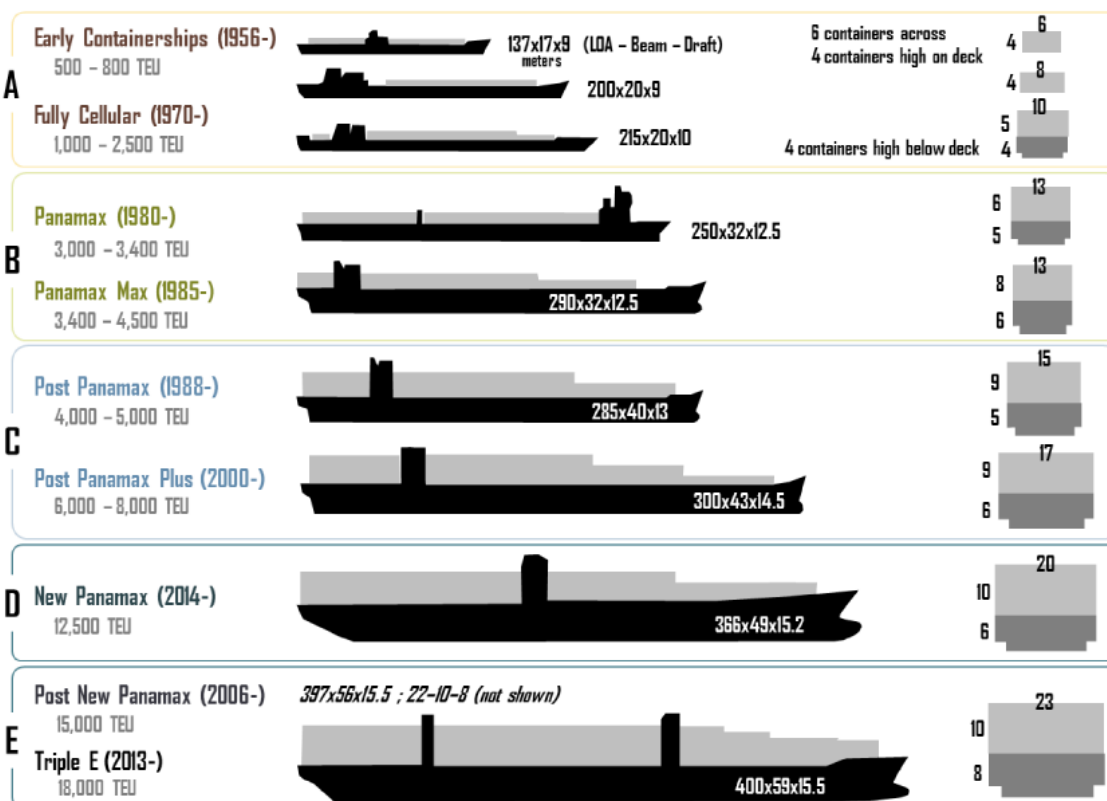 A
Early Containerships (1956-)
500 – 800 TEU
137x17x9 (LOA – Beam – Draft)
meters
6 containers across
4 containers high on deck
6
4
200x20x9
8
4
Fully Cellular (1970-)
1,000 – 2,500 TEU
215x20x10
4 containers high below deck
10
5
4
B
Panamax (1980-)
3,000 – 3,400 TEU
250x32x12.5
13
6
5
Panamax Max (1985-)
3,400 – 4,500 TEU
290x32x12.5
13
8
6
C
Post Panamax (1988-)
4,000 – 5,000 TEU
285x40x13
15
9
5
Post Panamax Plus (2000-)
6,000 – 8,000 TEU
300x43x14.5
17
9
6
D
New Panamax (2014-)
12,500 TEU
366x49x15.2
20
10
6
E
Post New Panamax (2006-)
15,000 TEU
397x56x15.5 ; 22–10–8 (not shown)
Triple E (2013-)
18,000 TEU
400x59x15.5
23
10
8